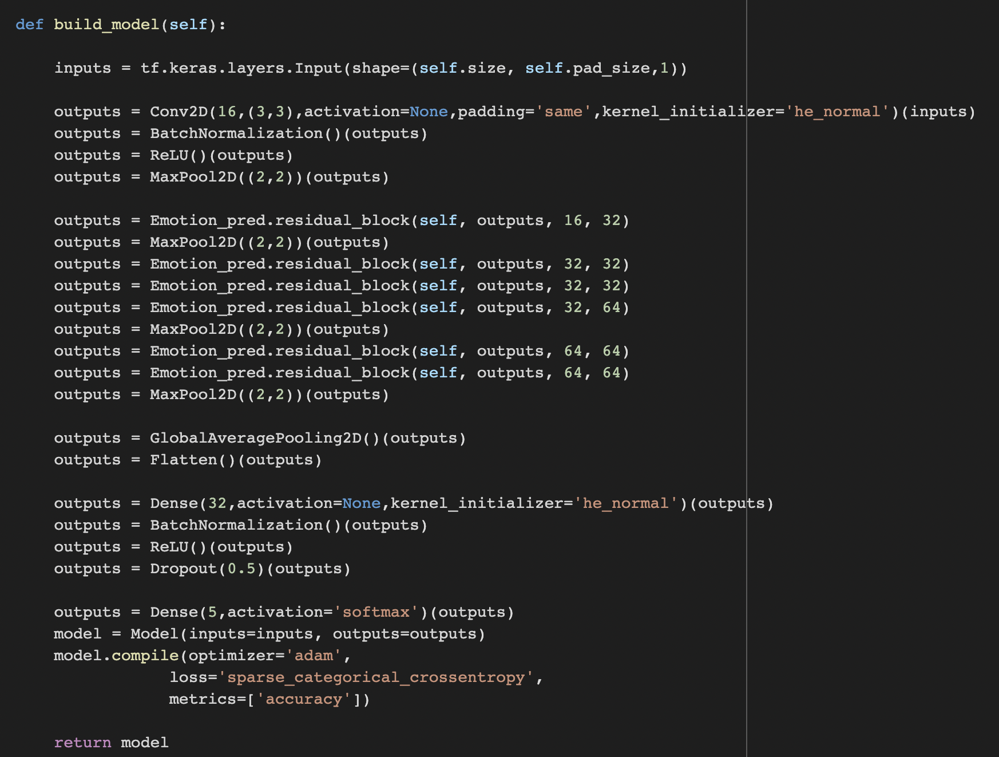 def build_model(self):
inputs = tf.keras.layers.Input(shape=(self.size, self.pad_size,1))
outputs = Conv2D(16,(3,3),activation=None,padding='same',kernel_initializer='he_normal')(inputs)
outputs = BatchNormalization()(outputs)
outputs = ReLU()(outputs)
outputs = MaxPool2D((2,2))(outputs)
outputs = Emotion_pred.residual_block(self, outputs, 16, 32)
outputs = MaxPool2D((2,2))(outputs)
outputs = Emotion_pred.residual_block(self, outputs, 32, 32)
outputs = Emotion_pred.residual_block(self, outputs, 32, 32)
outputs = Emotion_pred.residual_block(self, outputs, 32, 64)
outputs = MaxPool2D((2,2))(outputs)
outputs = Emotion_pred.residual_block(self, outputs, 64, 64)
outputs = Emotion_pred.residual_block(self, outputs, 64, 64)
outputs = MaxPool2D((2,2))(outputs)
outputs = GlobalAveragePooling2D()(outputs)
outputs = Flatten()(outputs)
outputs = Dense(32,activation=None,kernel_initializer='he_normal')(outputs)
outputs = BatchNormalization()(outputs)
outputs = ReLU()(outputs)
outputs = Dropout(0.5)(outputs)
outputs = Dense(5,activation='softmax')(outputs)
model = Model(inputs=inputs, outputs=outputs)
model.compile(optimizer='adam',
loss='sparse_categorical_crossentropy',
metrics=['accuracy'])
return model